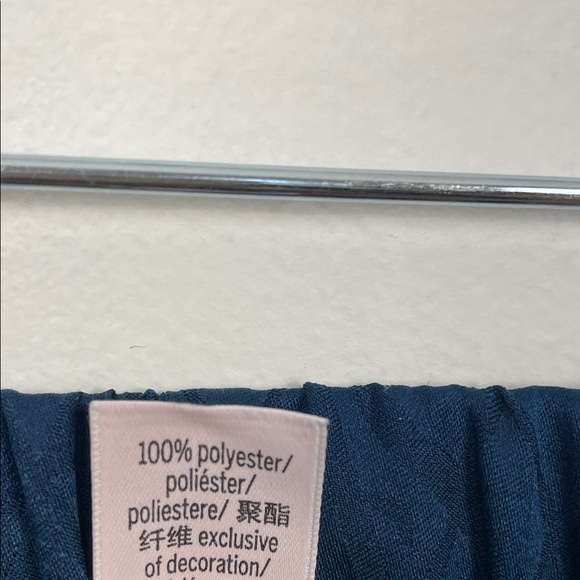 100% polyester/
poliéster/
poliestere/ 聚酯
纤维 exclusive
of decoration/